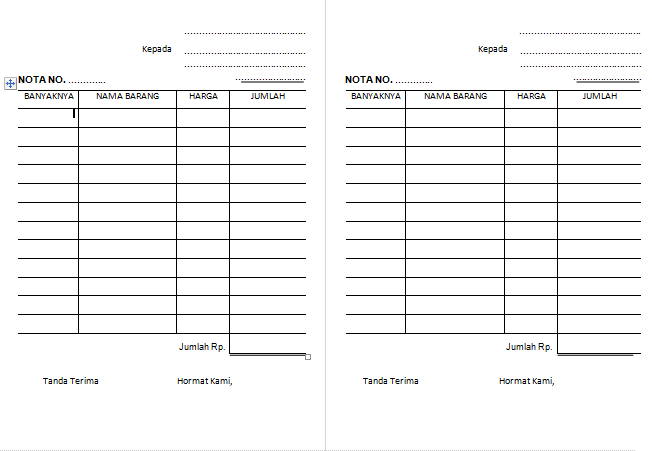 .......................................... 
Kepada ..........................................
..........................................
NOTA NO. ............. ........................
BANYAKNYA NAMA BARANG HARGA JUMLAH
Jumlah Rp.
Tanda Terima Hormat Kami,
..........................................
Kepada ..........................................
..........................................
NOTA NO. ............. ........................
BANYAKNYA NAMA BARANG HARGA JUMLAH
Jumlah Rp.
Tanda Terima Hormat Kami,